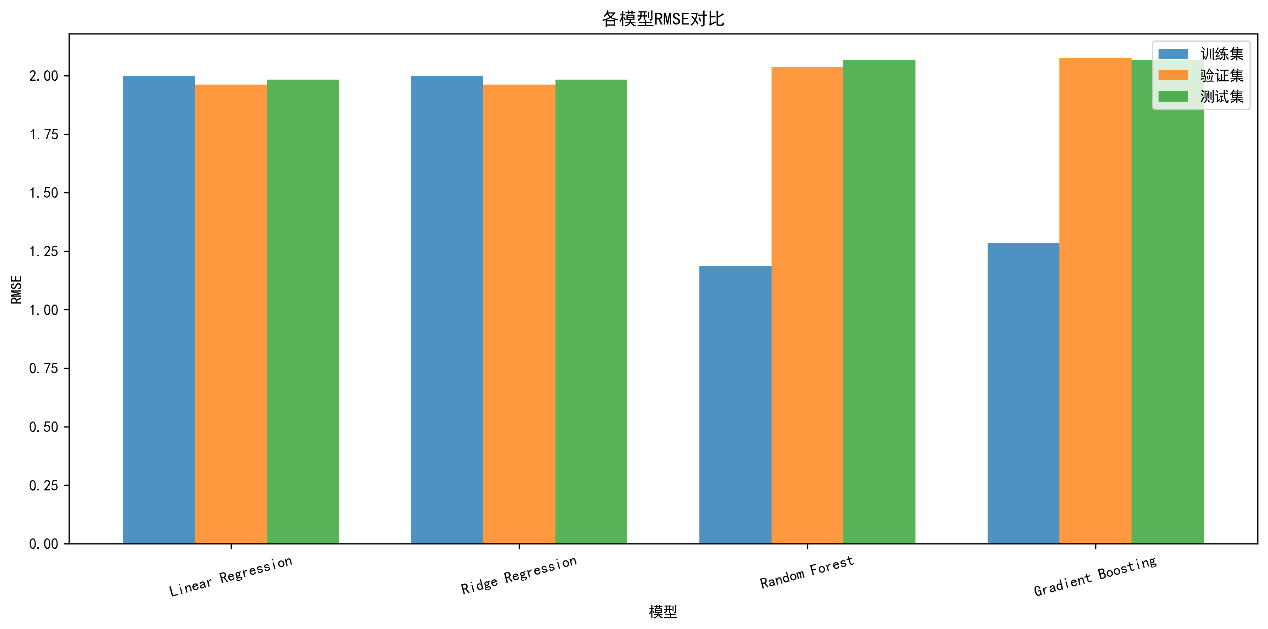 各模型RMSE对比
训练集
验证集
测试集
2.00
1.75
1.50
1.25
1.00
0.75
0.50
0.25
0.00
RMSE
Linear Regression
Ridge Regression
Random Forest
Gradient Boosting
模型